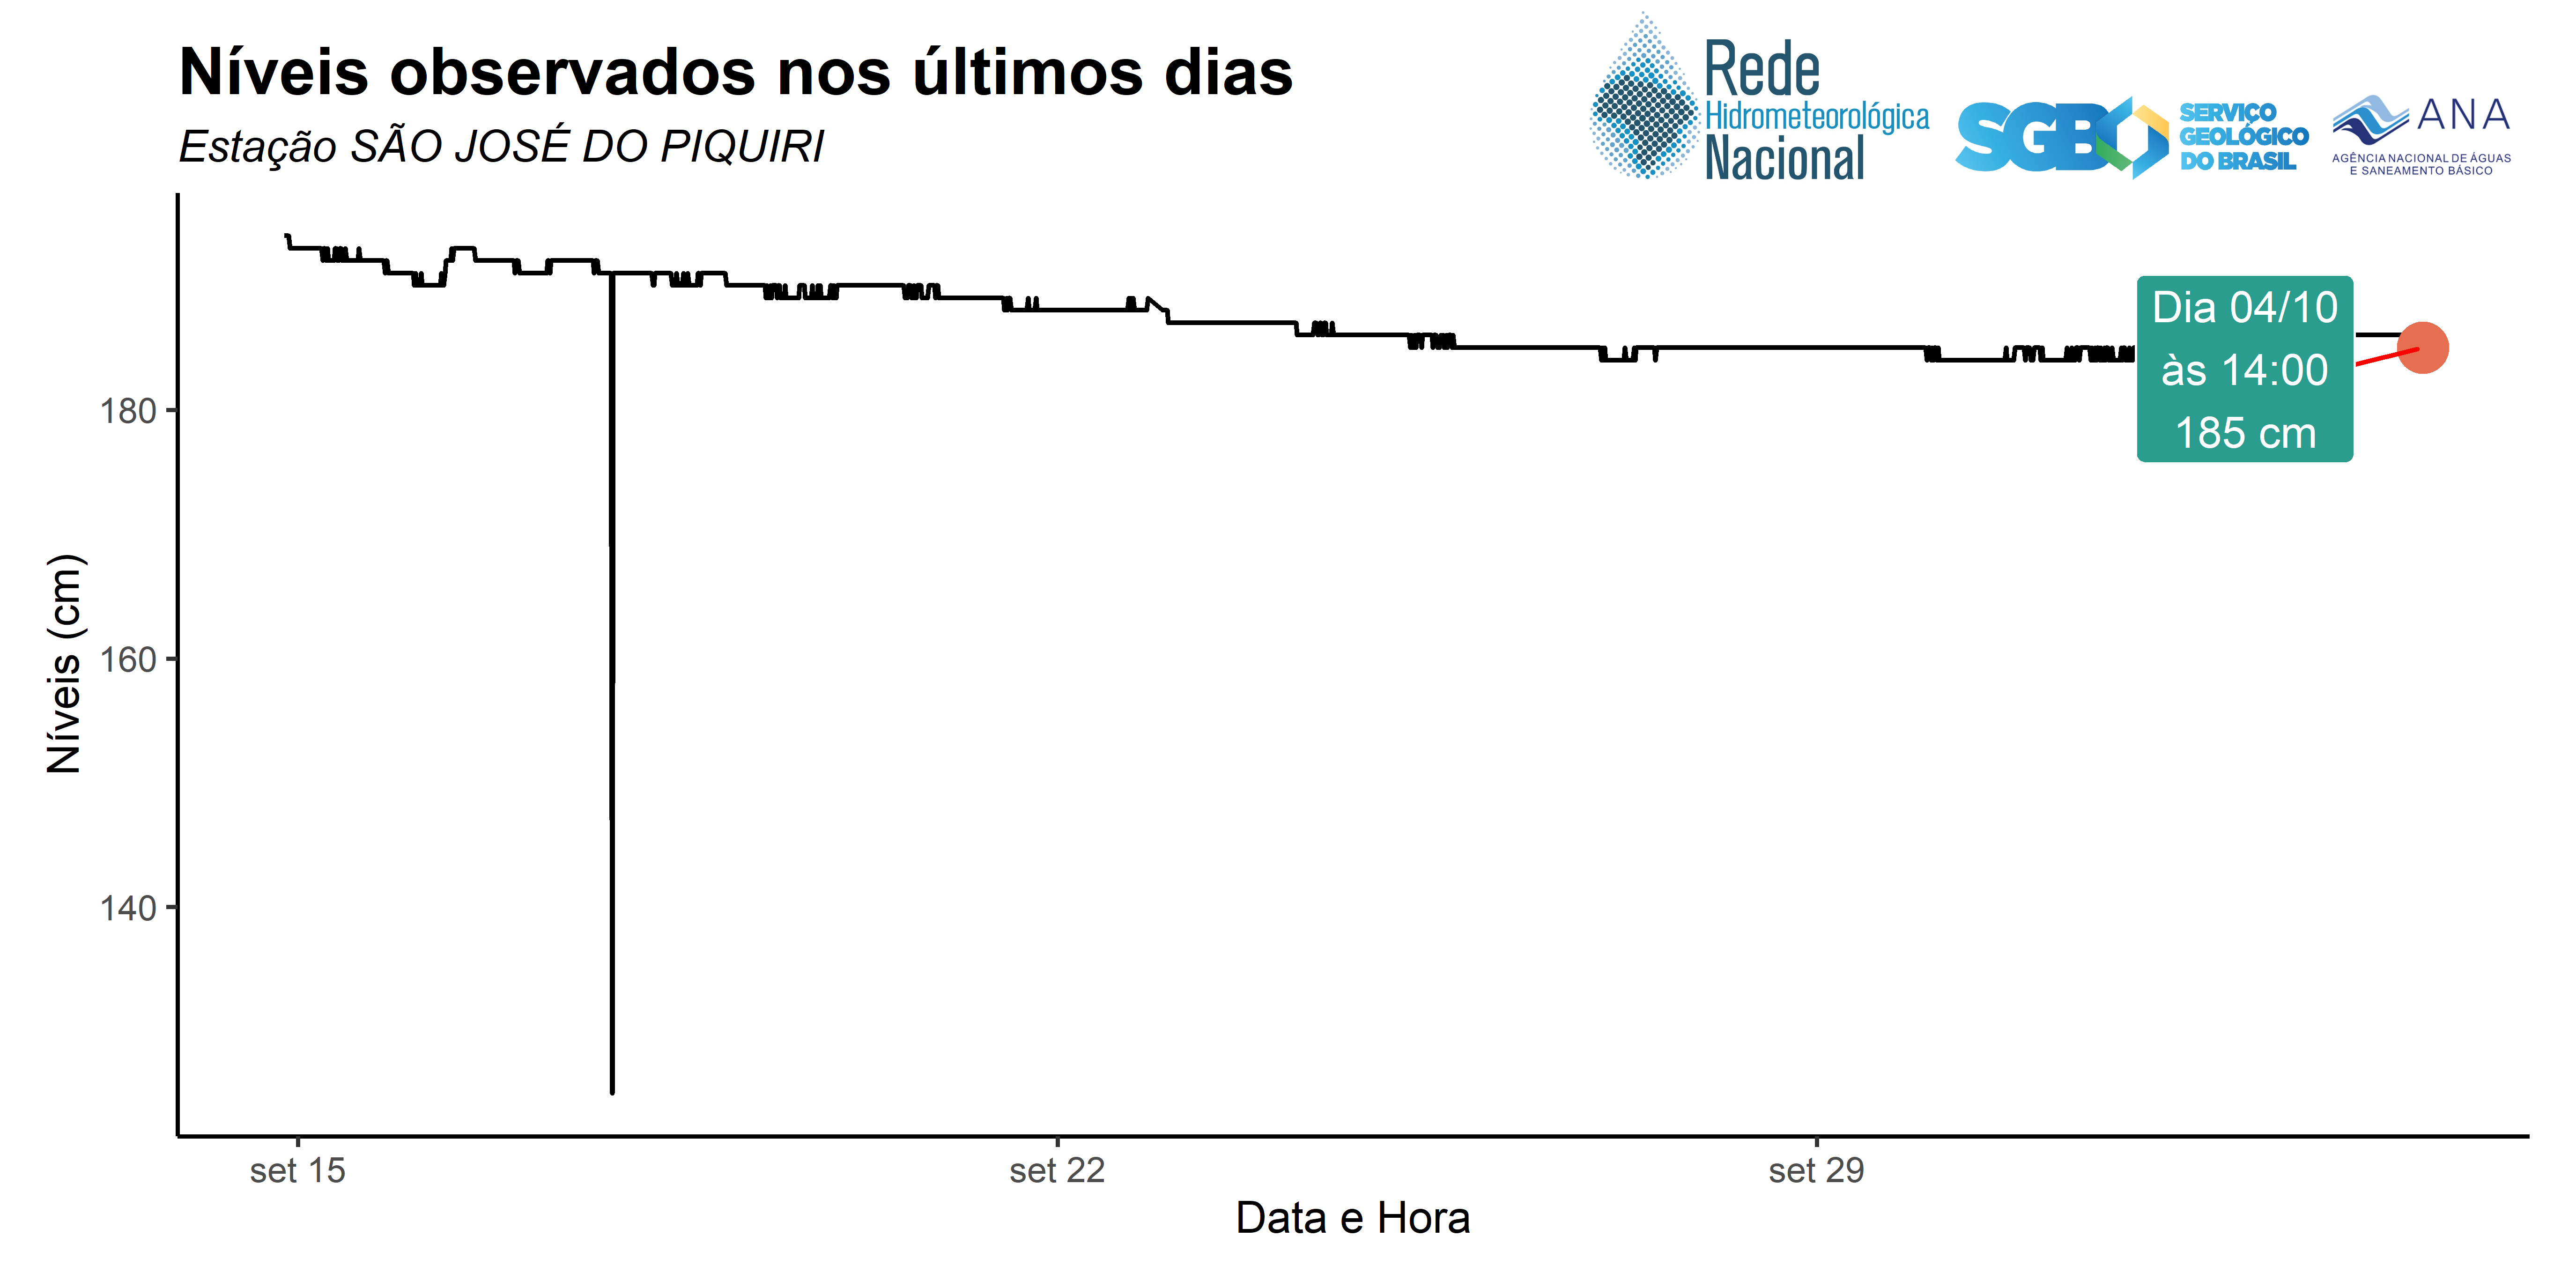 Níveis observados nos últimos dias
Estação SÃO JOSÉ DO PIQUIRI
Rede
Hidrometeorológica
Nacional
SGB
SERVIÇO
GEOLÓGICO
DO BRASIL
ANA
AGÊNCIA NACIONAL DE ÁGUAS
E SANEAMENTO BÁSICO
Dia 04/10
às 14:00
185 cm
Níveis (cm)
180
160
140
set 15
set 22
set 29
Data e Hora